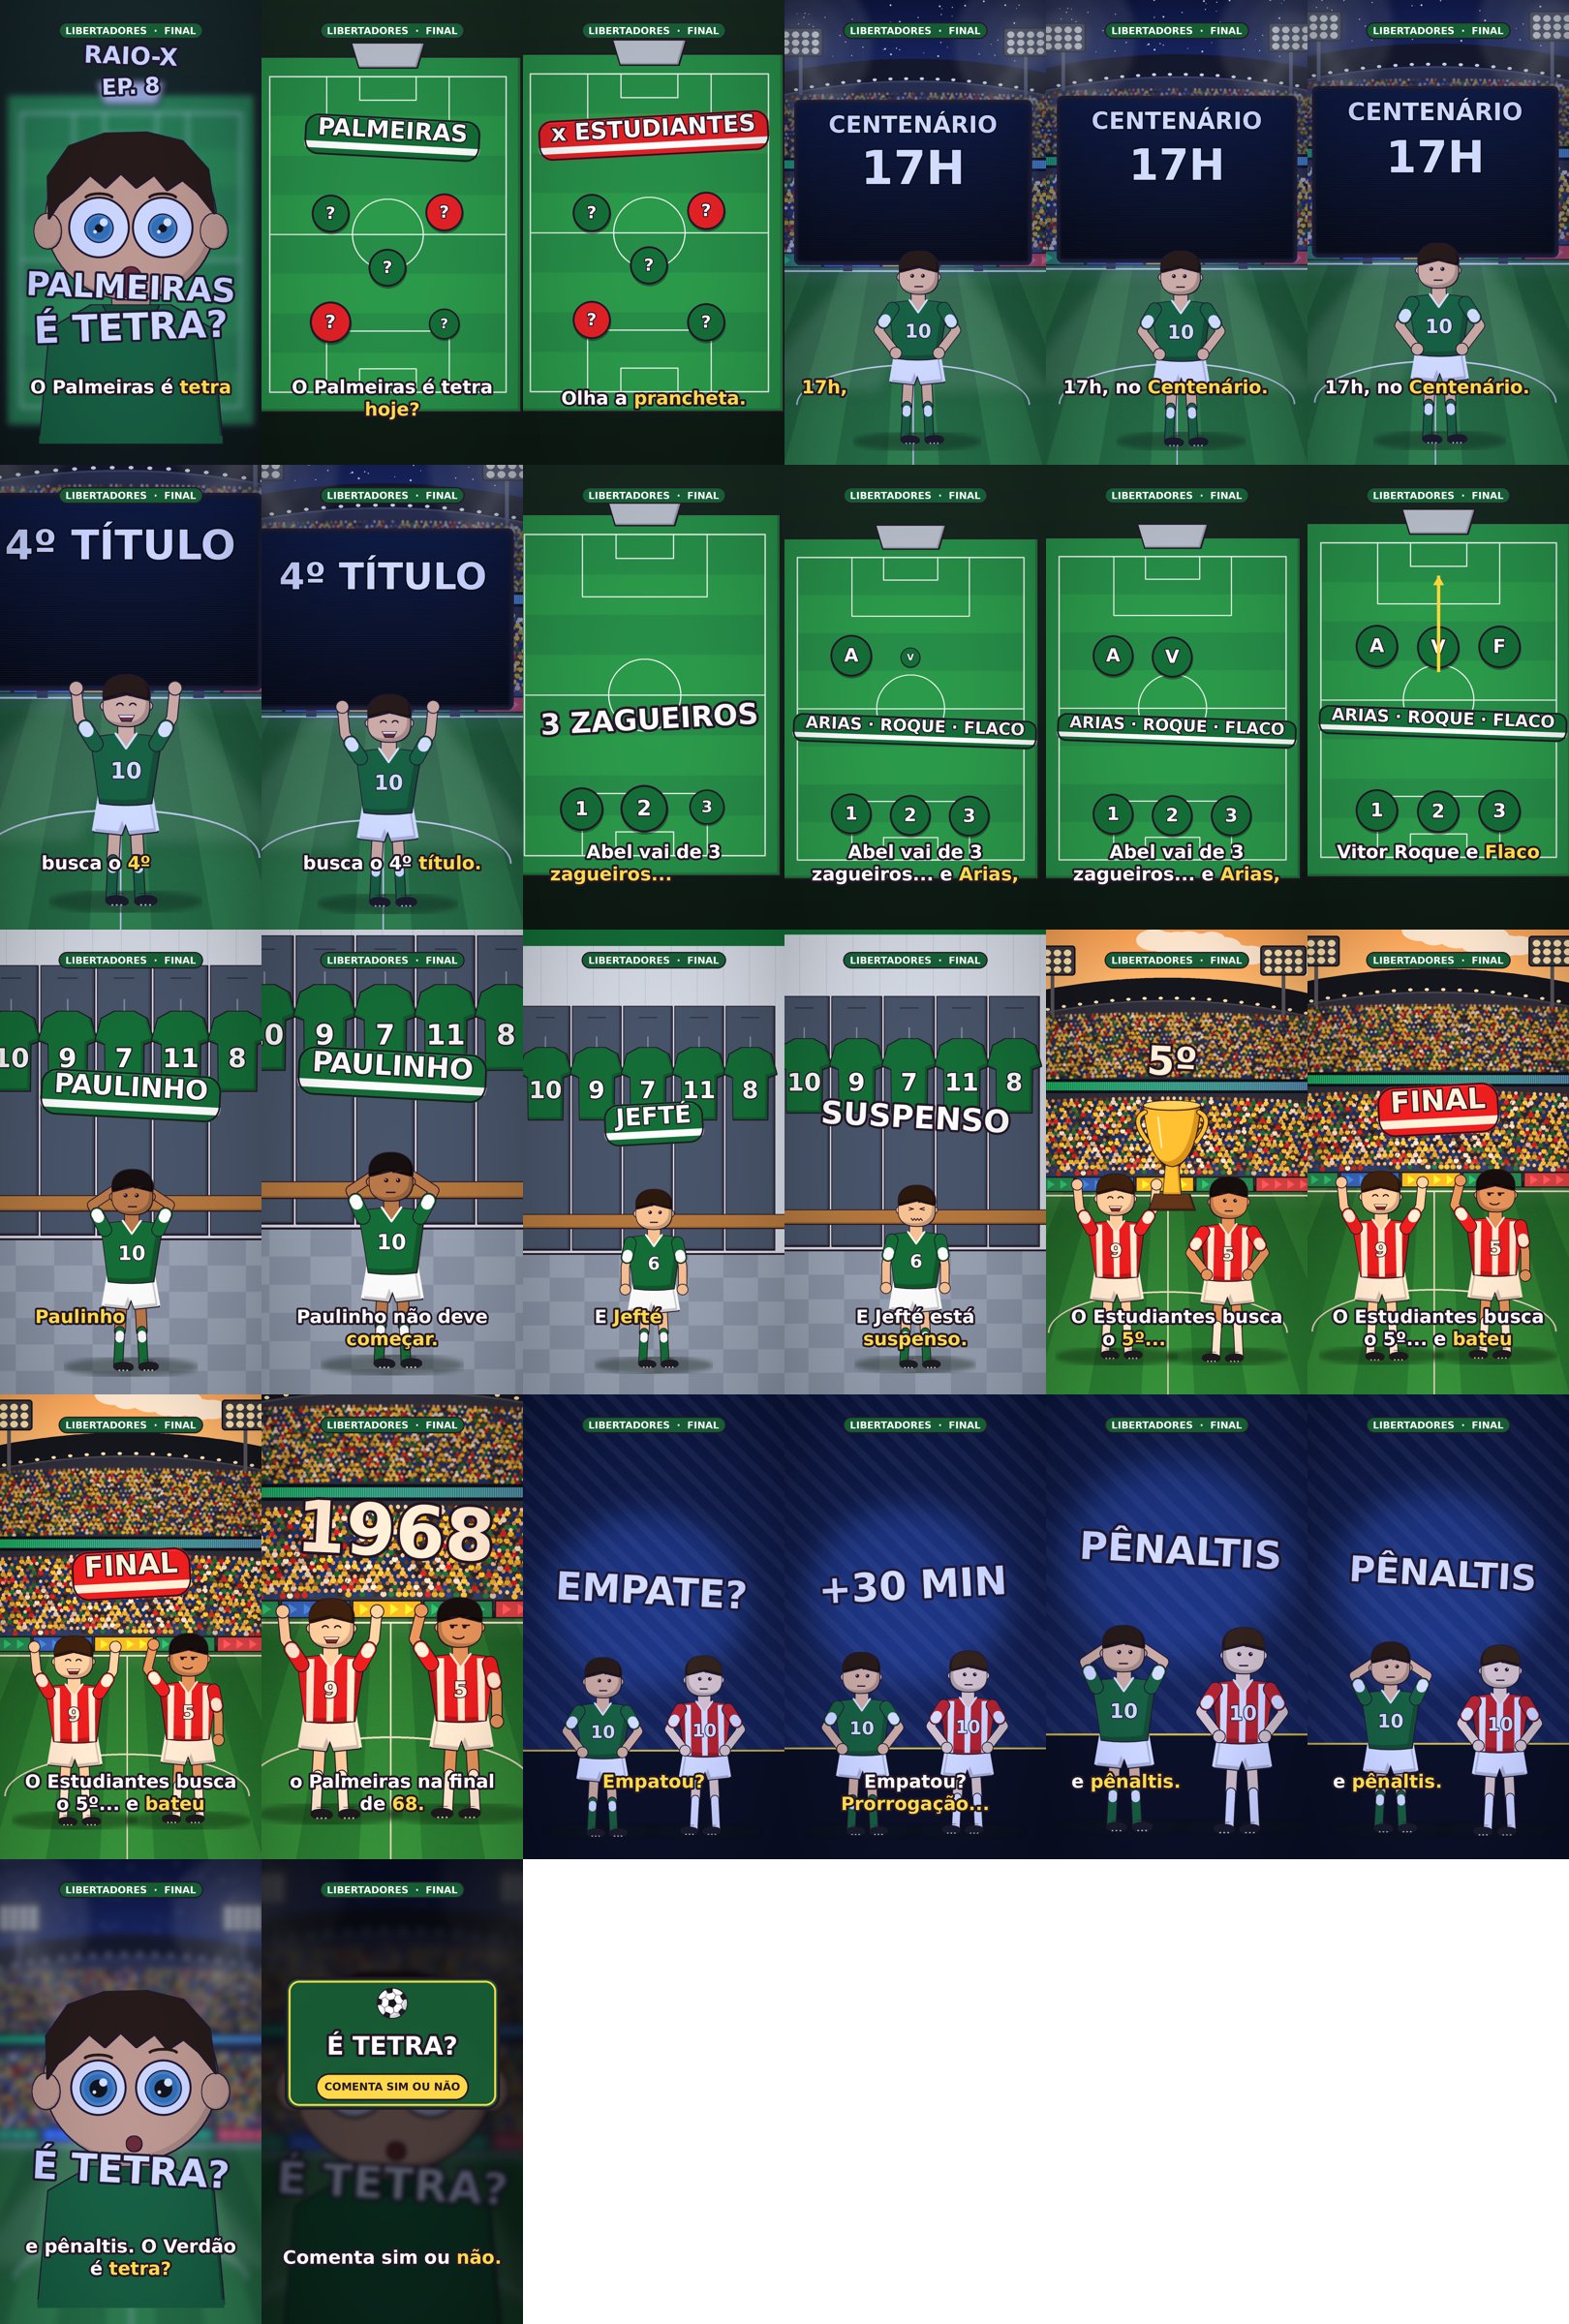 LIBERTADORES · FINAL
RAIO-X
EP. 8
PALMEIRAS
É TETRA?
O Palmeiras é tetra
LIBERTADORES · FINAL
PALMEIRAS
?
?
?
?
?
O Palmeiras é tetra
hoje?
LIBERTADORES · FINAL
x ESTUDIANTES
?
?
?
?
?
Olha a prancheta.
LIBERTADORES · FINAL
CENTENÁRIO
17H
10
17h,
LIBERTADORES · FINAL
CENTENÁRIO
17H
10
17h, no Centenário.
LIBERTADORES · FINAL
CENTENÁRIO
17H
10
17h, no Centenário.
LIBERTADORES · FINAL
4º TÍTULO
10
busca o 4º
LIBERTADORES · FINAL
4º TÍTULO
10
busca o 4º título.
LIBERTADORES · FINAL
3 ZAGUEIROS
1 2 3
Abel vai de 3
zagueiros...
LIBERTADORES · FINAL
A V
ARIAS · ROQUE · FLACO
1 2 3
Abel vai de 3
zagueiros... e Arias,
LIBERTADORES · FINAL
A V
ARIAS · ROQUE · FLACO
1 2 3
Abel vai de 3
zagueiros... e Arias,
LIBERTADORES · FINAL
A V F
ARIAS · ROQUE · FLACO
1 2 3
Vitor Roque e Flaco
LIBERTADORES · FINAL
10 9 7 11 8
PAULINHO
10
Paulinho
LIBERTADORES · FINAL
0 9 7 11 8
PAULINHO
10
Paulinho não deve
começar.
LIBERTADORES · FINAL
10 9 7 11 8
JEFTÉ
6
E Jefté
LIBERTADORES · FINAL
10 9 7 11 8
SUSPENSO
6
E Jefté está
suspenso.
LIBERTADORES · FINAL
5º
9 5
O Estudiantes busca
o 5º...
LIBERTADORES · FINAL
FINAL
9 5
O Estudiantes busca
o 5º... e bateu
LIBERTADORES · FINAL
FINAL
9 5
O Estudiantes busca
o 5º... e bateu
LIBERTADORES · FINAL
1968
9 5
o Palmeiras na final
de 68.
LIBERTADORES · FINAL
EMPATE?
10 10
Empatou?
LIBERTADORES · FINAL
+30 MIN
10 10
Empatou?
Prorrogação...
LIBERTADORES · FINAL
PÊNALTIS
10 10
e pênaltis.
LIBERTADORES · FINAL
PÊNALTIS
10 10
e pênaltis.
LIBERTADORES · FINAL
É TETRA?
e pênaltis. O Verdão
é tetra?
LIBERTADORES · FINAL
É TETRA?
COMENTA SIM OU NÃO
É TETRA?
Comenta sim ou não.